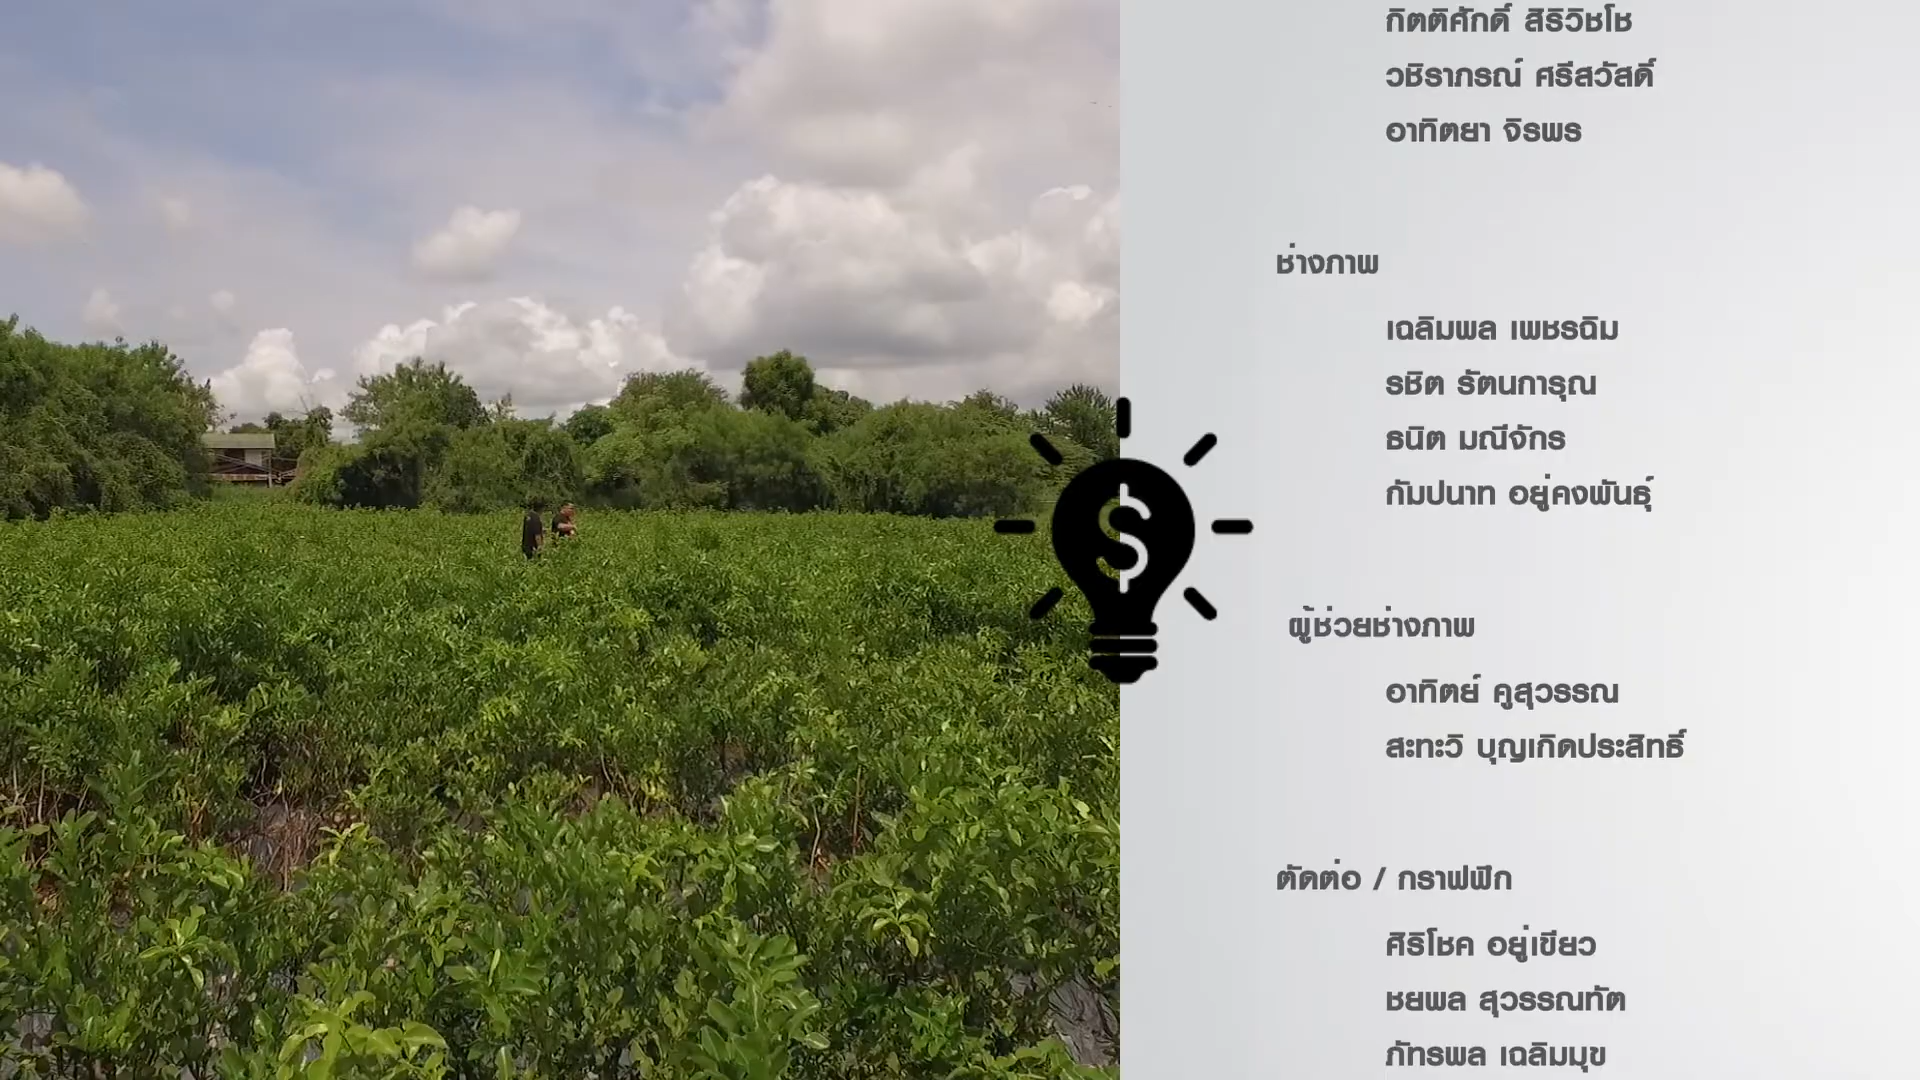 กิตติศักดิ์ สิริวิชโช
วชิราภรณ์ ศรีสวัสดิ์
อาทิตยา จิรพร
ช่างภาพ
เฉลิมพล เพชรฉิม
รชิต รัตนการุณ
ธนิต มณีจักร
กัมปนาท อยู่คงพันธุ์
ผู้ช่วยช่างภาพ
อาทิตย์ คูสุวรรณ
สะทะวิ บุญเกิดประสิทธิ์
ตัดต่อ / กราฟฟิก
ศิริโชค อยู่เขียว
ชยพล สุวรรณทัต
ภัทรพล เฉลิมมุข
$